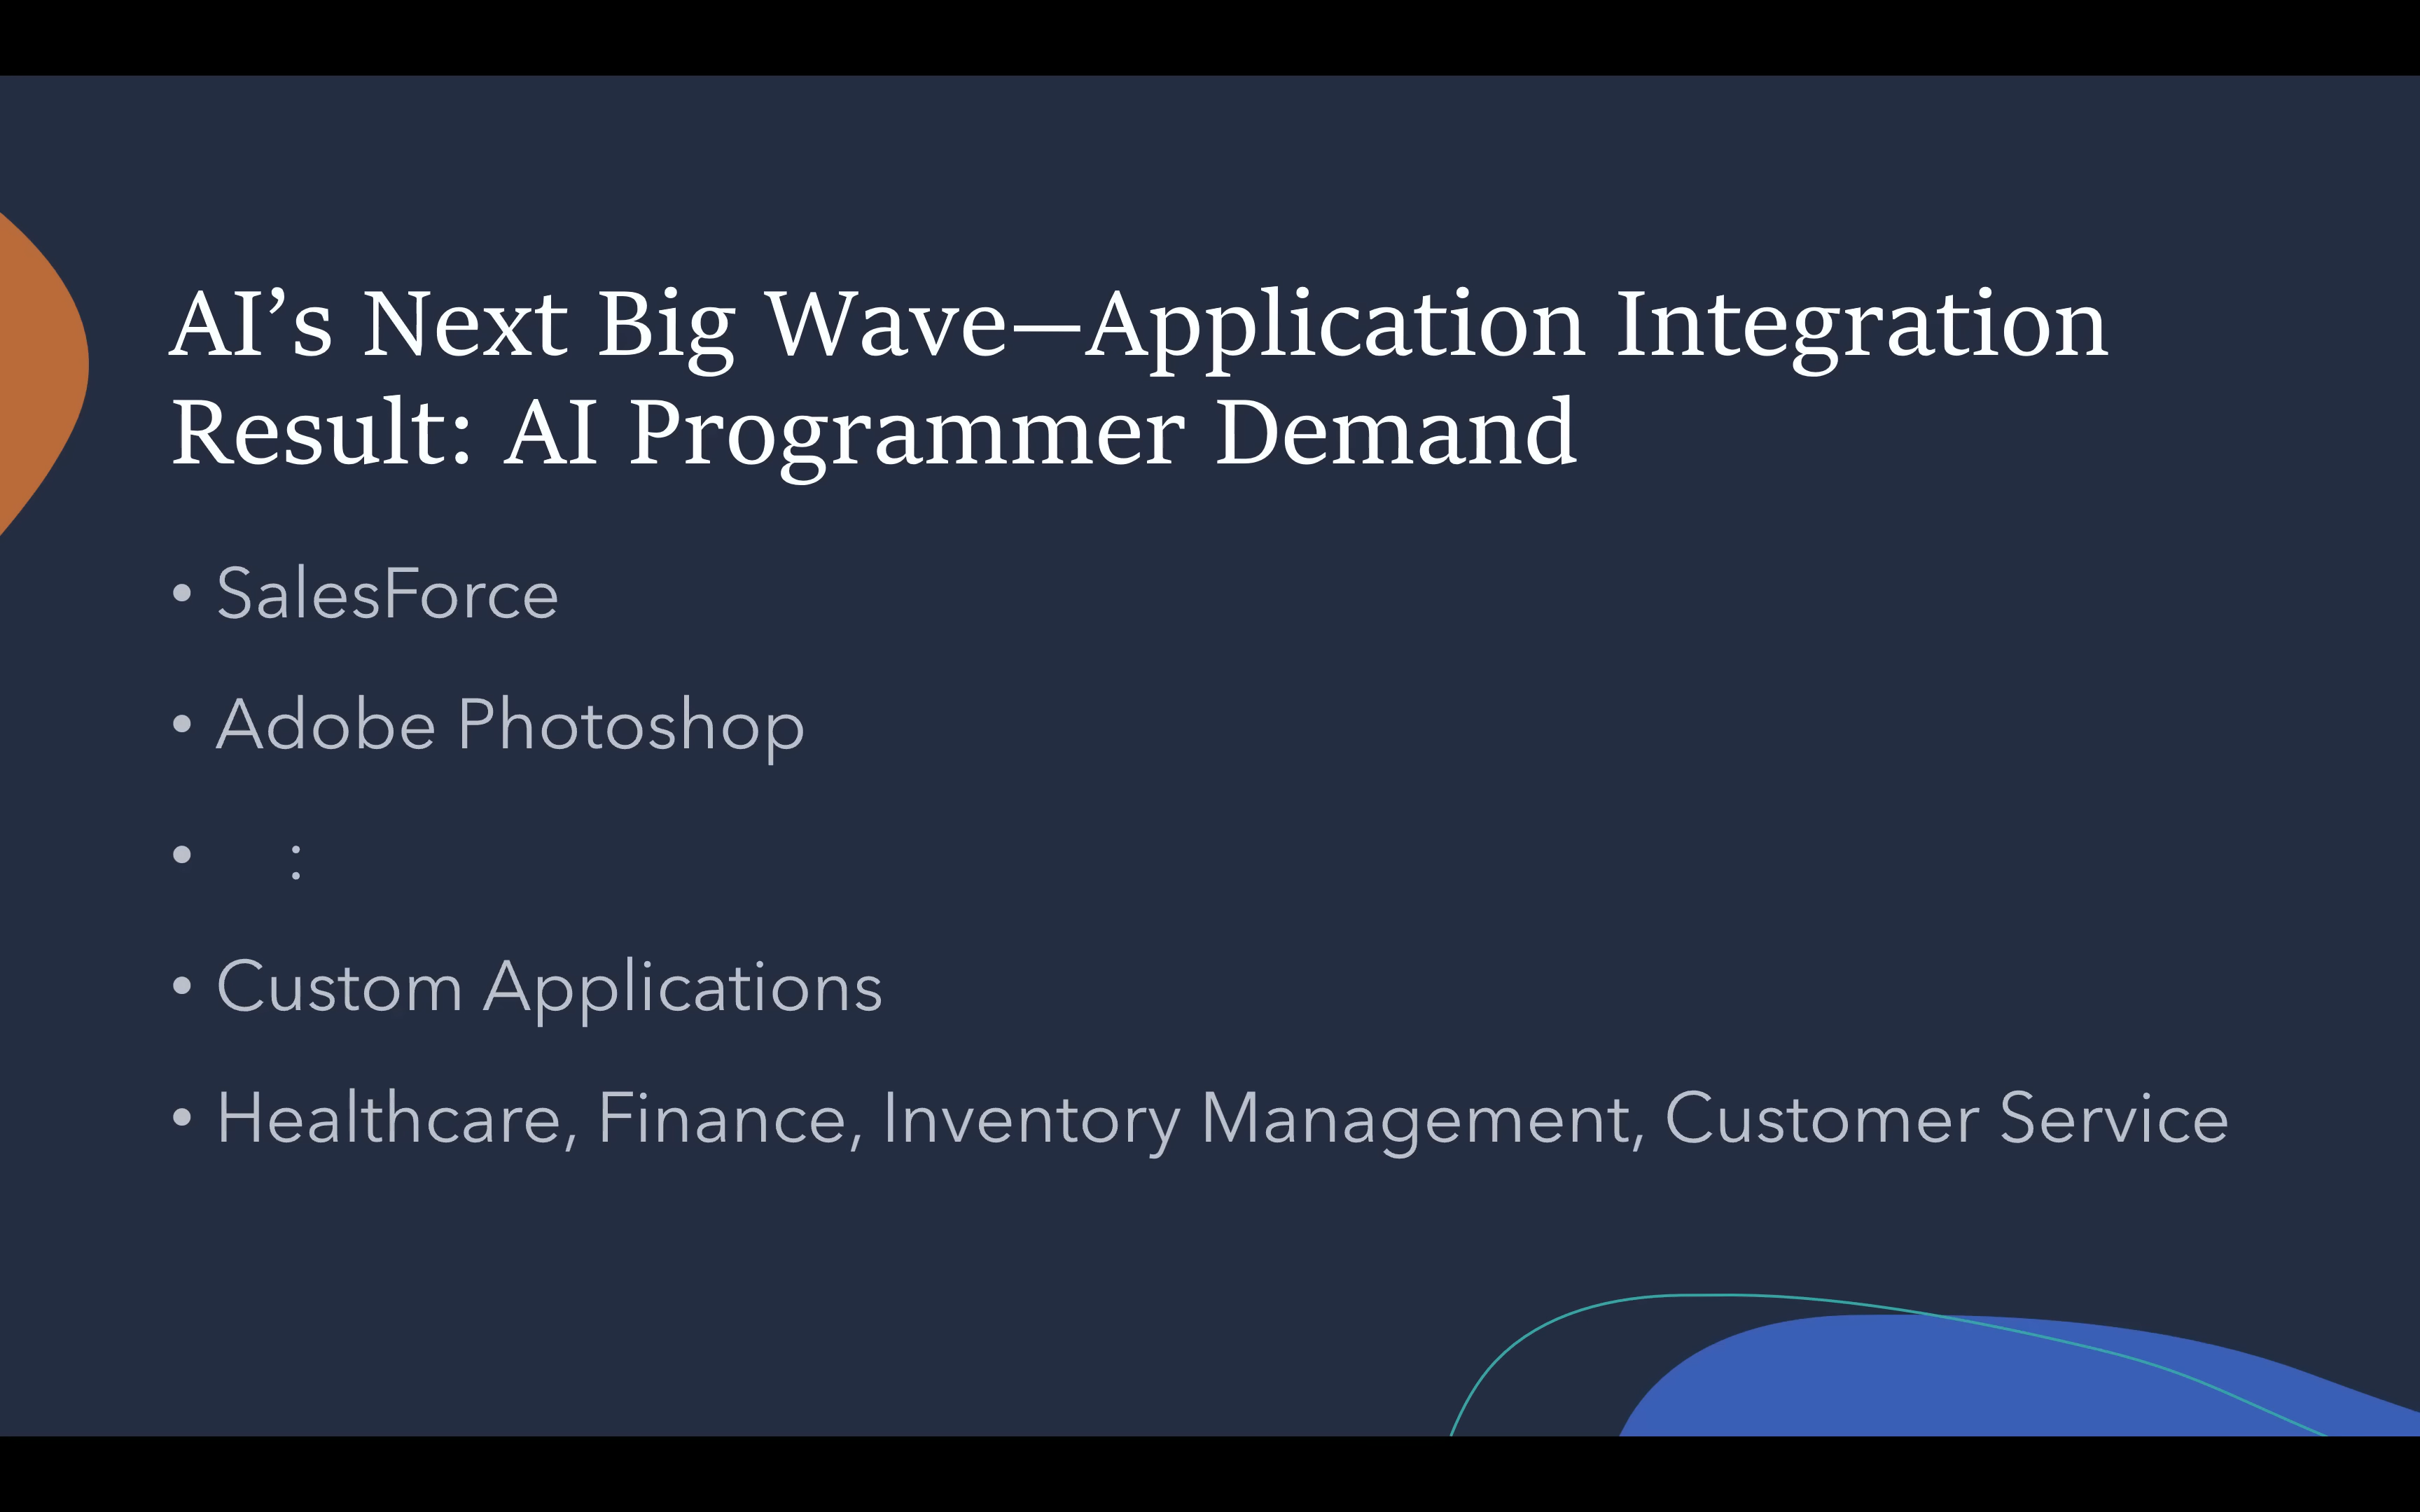 AI’s Next Big Wave—Application Integration
Result: AI Programmer Demand
• SalesForce
• Adobe Photoshop
• :
• Custom Applications
• Healthcare, Finance, Inventory Management, Customer Service